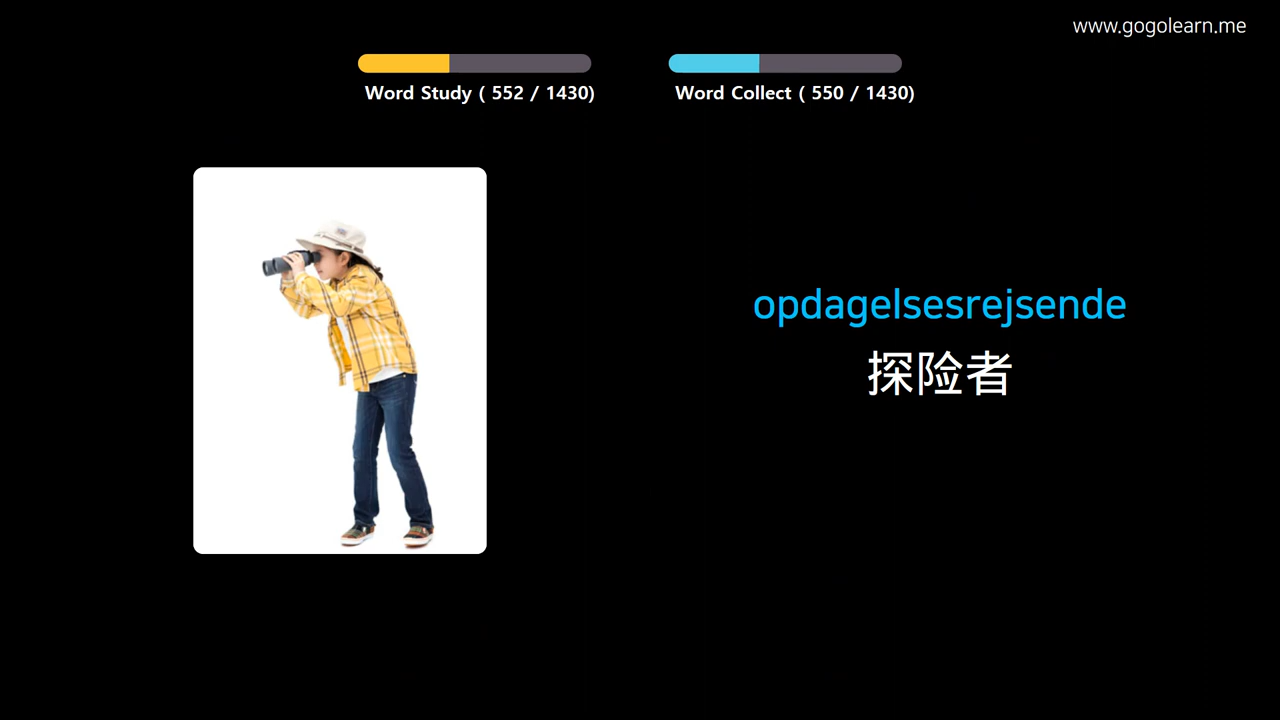 www.gogolearn.me
Word Study ( 552 / 1430)
Word Collect ( 550 / 1430)
opdagelsesrejsende
探险者